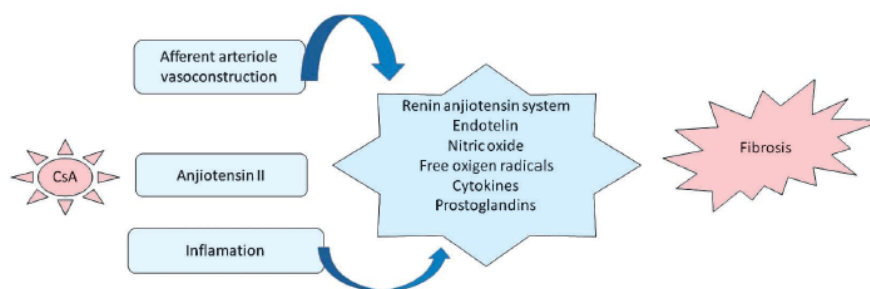 Afferent arteriole
vasoconstruction
CsA
Anjiotensin II
Inflamation
Renin anjiotensin system
Endotelin
Nitric oxide
Free oxigen radicals
Cytokines
Prostoglandins
Fibrosis